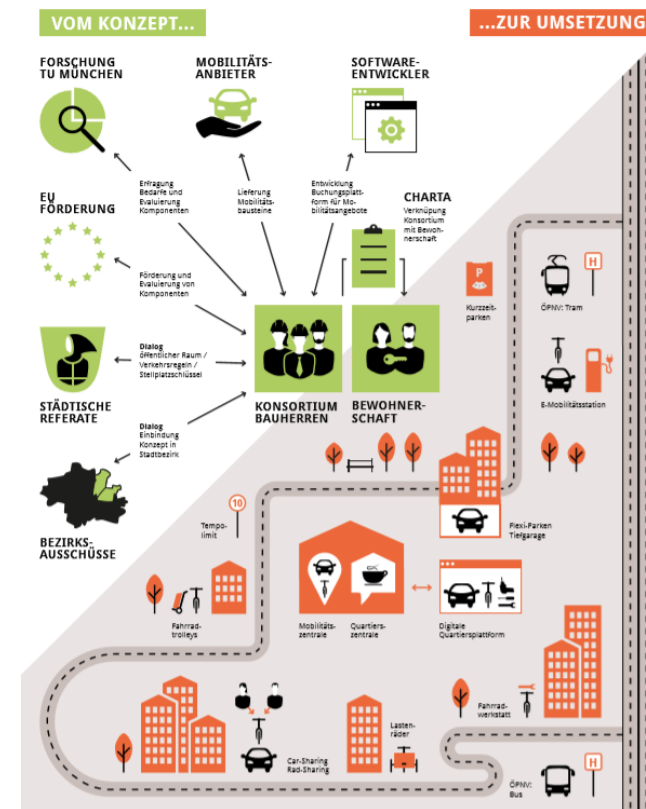 VOM KONZEPT...
...ZUR UMSETZUNG
FORSCHUNG
TU MÜNCHEN
MOBILITÄTS-
ANBIETER
SOFTWARE-
ENTWICKLER
Erfragung
Bedarfe und
Evaluierung
Komponenten
Lieferung
Mobilitäts-
bausteine
Entwicklung
Buchungsplatt-
form für Mo-
bilitätsangebote
EU
FÖRDERUNG
CHARTA
Verknüpung
Konsortium
mit Bewoh-
nerschaft
Förderung und
Evaluierung von
Komponenten
P
Kurzzeit-
parken
H
ÖPNV: Tram
Dialog
öffentlicher Raum /
Verkehrsregeln /
Stellplatzschlüssel
STÄDTISCHE
REFERATE
KONSORTIUM
BAUHERREN
BEWOHNER-
SCHAFT
E-Mobilitätsstation
Dialog
Einbindung
Konzept in
Stadtbezirk
BEZIRKS-
AUSSCHÜSSE
10
Tempo-
limit
Flexi-Parken
Tiefgarage
Fahrrad-
trolleys
Mobilitäts-
zentrale
Quartiers-
zentrale
Digitale
Quartiersplattform
Fahrrad-
werkstatt
Lasten-
räder
Car-Sharing
Rad-Sharing
H
ÖPNV:
Bus